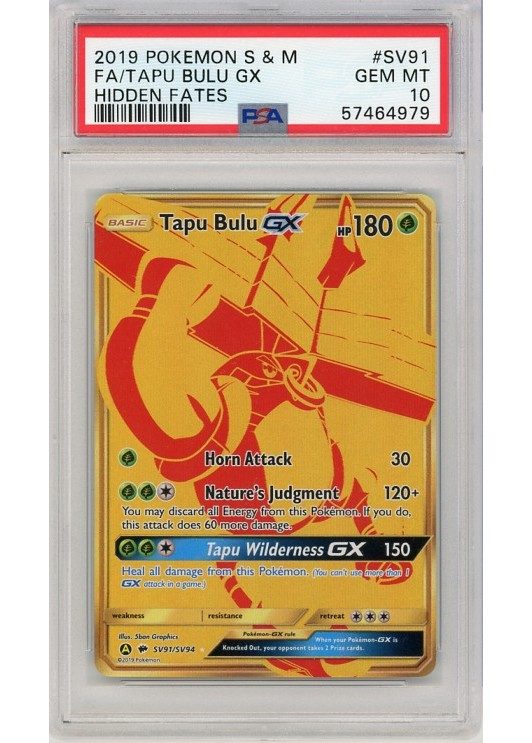 2019 POKEMON S & M #SV91
FA/TAPU BULU GX GEM MT
HIDDEN FATES 10
PSA 57464979
BASIC Tapu Bulu GX HP 180
Horn Attack 30
Nature's Judgment 120+
You may discard all Energy from this Pokémon. If you do,
this attack does 60 more damage.
Tapu Wilderness GX 150
Heal all damage from this Pokémon. (You can't use more than 1
GX attack in a game.)
weakness resistance retreat
Illus. 5ban Graphics
Pokémon-GX rule
When your Pokémon-GX is
Knocked Out, your opponent takes 2 Prize cards.
A SV91/SV94
©2019 Pokémon